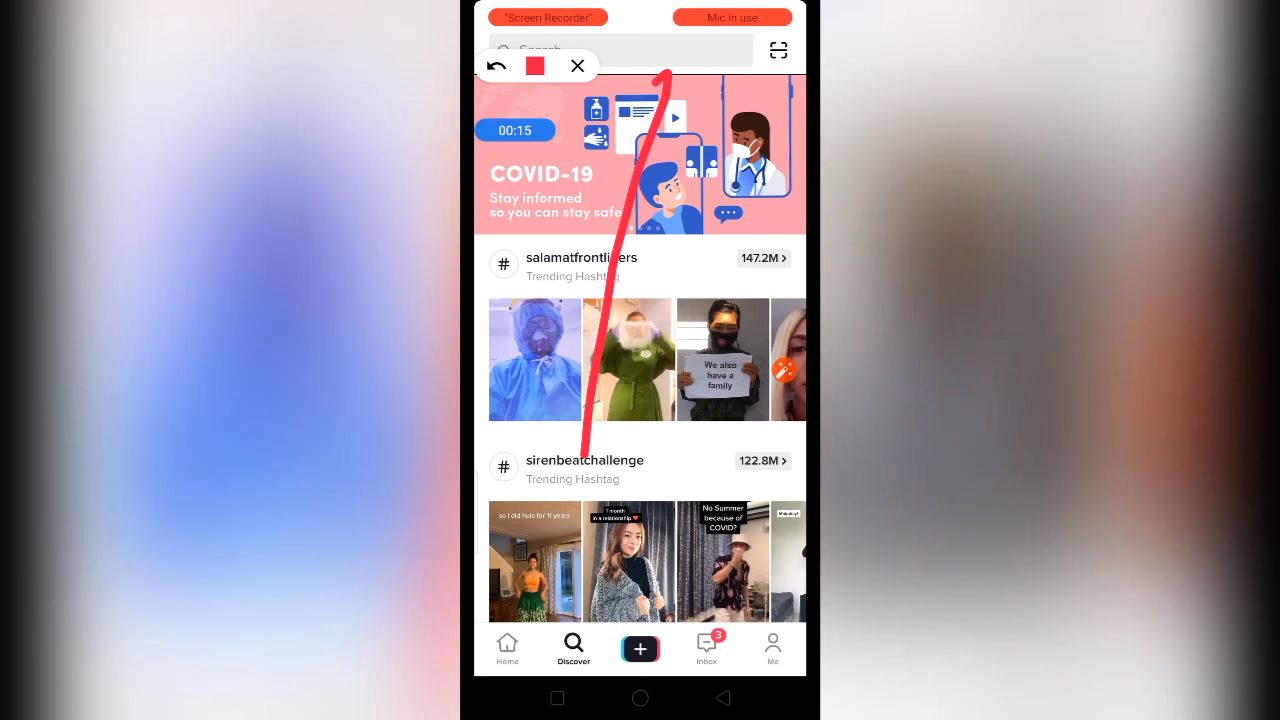 "Screen Recorder"
Mic in use
Search
00:15
COVID-19
Stay informed
so you can stay safe
# salamatfrontliners
147.2M >
Trending Hashtag
We also
have a
family
# sirenbeatchallenge
122.8M >
Trending Hashtag
so i did hula for 11 years
1 month
in a relationship
No Summer
because of
COVID?
3
Home
Discover
Inbox
Me